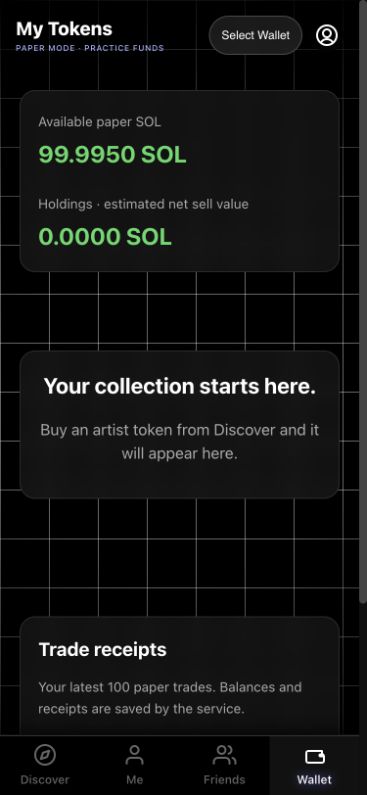 My Tokens
PAPER MODE · PRACTICE FUNDS
Select Wallet
Available paper SOL
99.9950 SOL
Holdings · estimated net sell value
0.0000 SOL
Your collection starts here.
Buy an artist token from Discover and it
will appear here.
Trade receipts
Your latest 100 paper trades. Balances and
receipts are saved by the service.
Discover
Me
Friends
Wallet